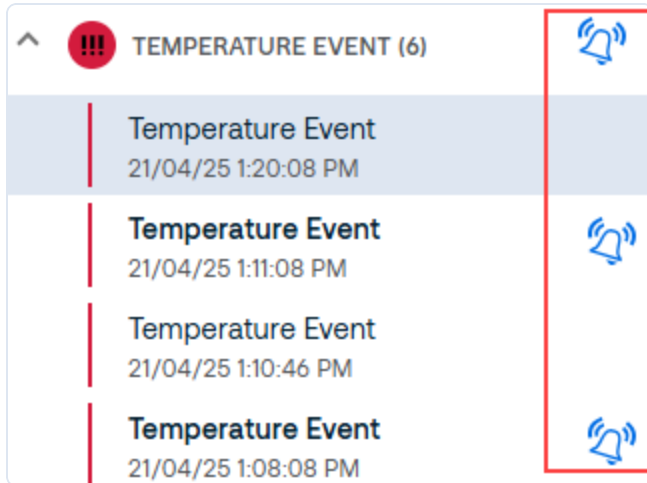 !!! TEMPERATURE EVENT (6)
Temperature Event
21/04/25 1:20:08 PM
Temperature Event
21/04/25 1:11:08 PM
Temperature Event
21/04/25 1:10:46 PM
Temperature Event
21/04/25 1:08:08 PM